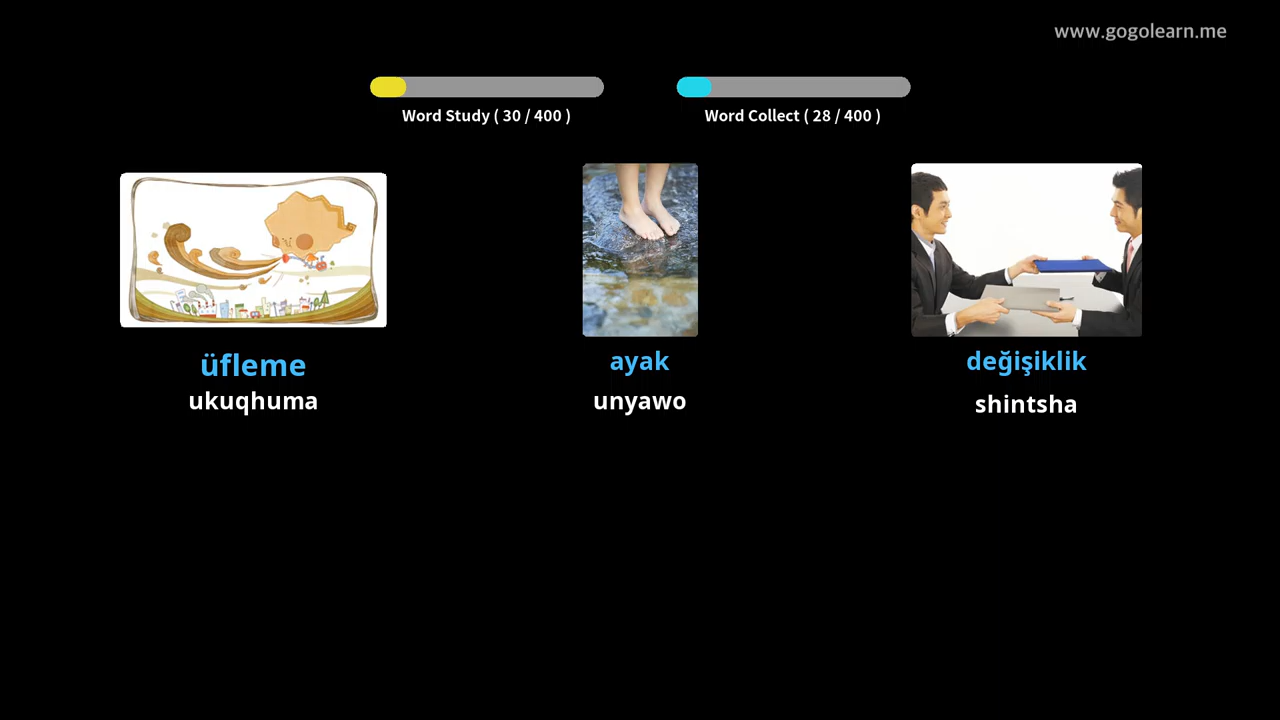 www.gogolearn.me
Word Study ( 30 / 400 )
Word Collect ( 28 / 400 )
üfleme
ukuqhuma
ayak
unyawo
değişiklik
shintsha